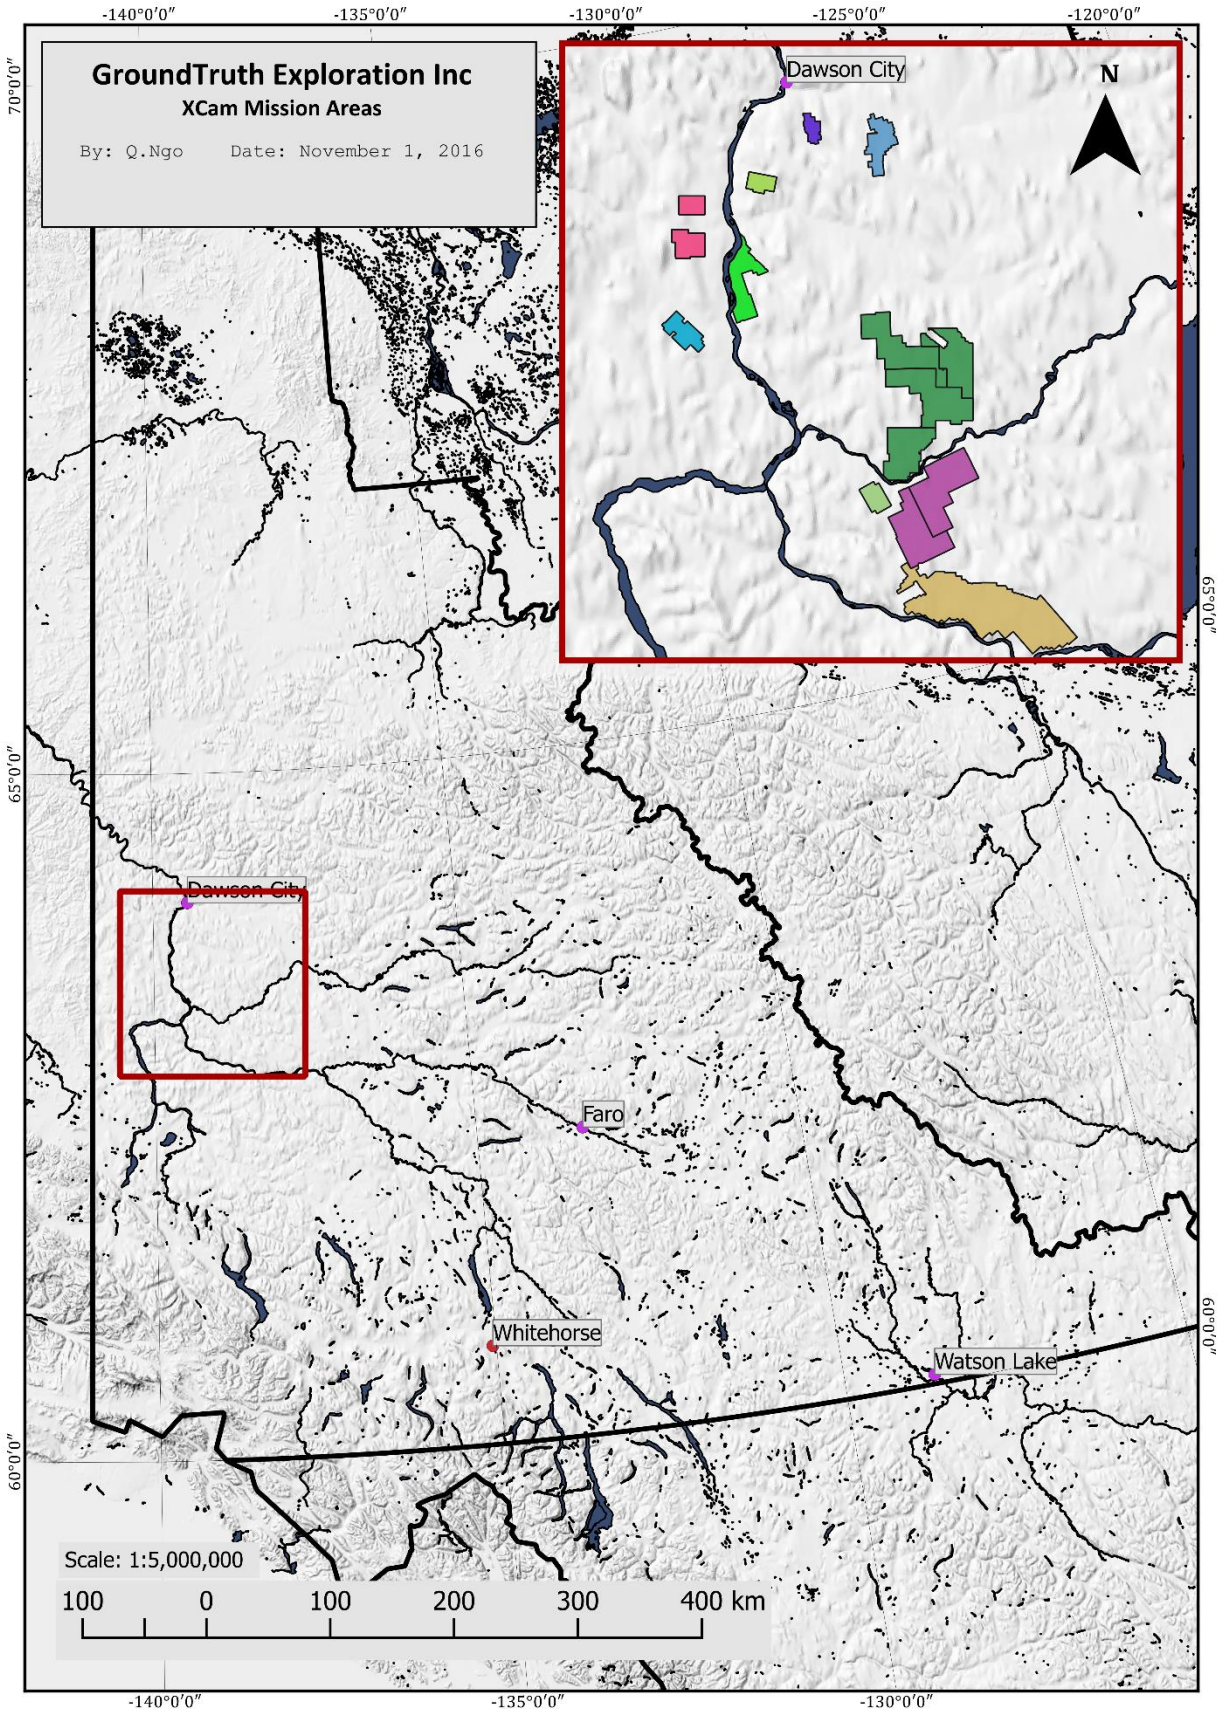 -140°0′0″ -135°0′0″ -130°0′0″ -125°0′0″ -120°0′0″
70°0′0″
GroundTruth Exploration Inc
XCam Mission Areas
By: Q.Ngo Date: November 1, 2016
Dawson City
N
65°0′0″
65°0′0″
Dawson City
Faro
Whitehorse
60°0′0″
Watson Lake
60°0′0″
Scale: 1:5,000,000
100 0 100 200 300 400 km
-140°0′0″ -135°0′0″ -130°0′0″